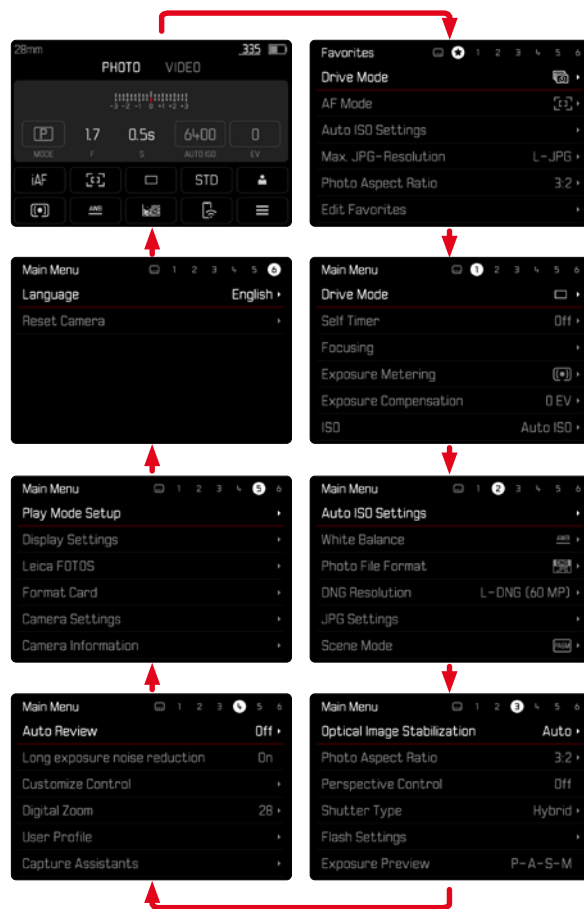 28mm 335
PHOTO VIDEO
-3 -2 -1 0 +1 +2 +3
P 1.7 0.5s 6400 0
MODE F S AUTO ISO EV
iAF STD
AWB
Favorites 1 2 3 4 5 6
Drive Mode
AF Mode
Auto ISO Settings
Max. JPG-Resolution L-JPG
Photo Aspect Ratio 3:2
Edit Favorites
Main Menu 1 2 3 4 5 6
Drive Mode
Self Timer Off
Focusing
Exposure Metering
Exposure Compensation 0 EV
ISO Auto ISO
Main Menu 1 2 3 4 5 6
Auto ISO Settings
White Balance AWB
Photo File Format DNG JPG
DNG Resolution L-DNG (60 MP)
JPG Settings
Scene Mode PASM
Main Menu 1 2 3 4 5 6
Optical Image Stabilization Auto
Photo Aspect Ratio 3:2
Perspective Control Off
Shutter Type Hybrid
Flash Settings
Exposure Preview P-A-S-M
Main Menu 1 2 3 4 5 6
Auto Review Off
Long exposure noise reduction On
Customize Control
Digital Zoom 28
User Profile
Capture Assistants
Main Menu 1 2 3 4 5 6
Play Mode Setup
Display Settings
Leica FOTOS
Format Card
Camera Settings
Camera Information
Main Menu 1 2 3 4 5 6
Language English
Reset Camera